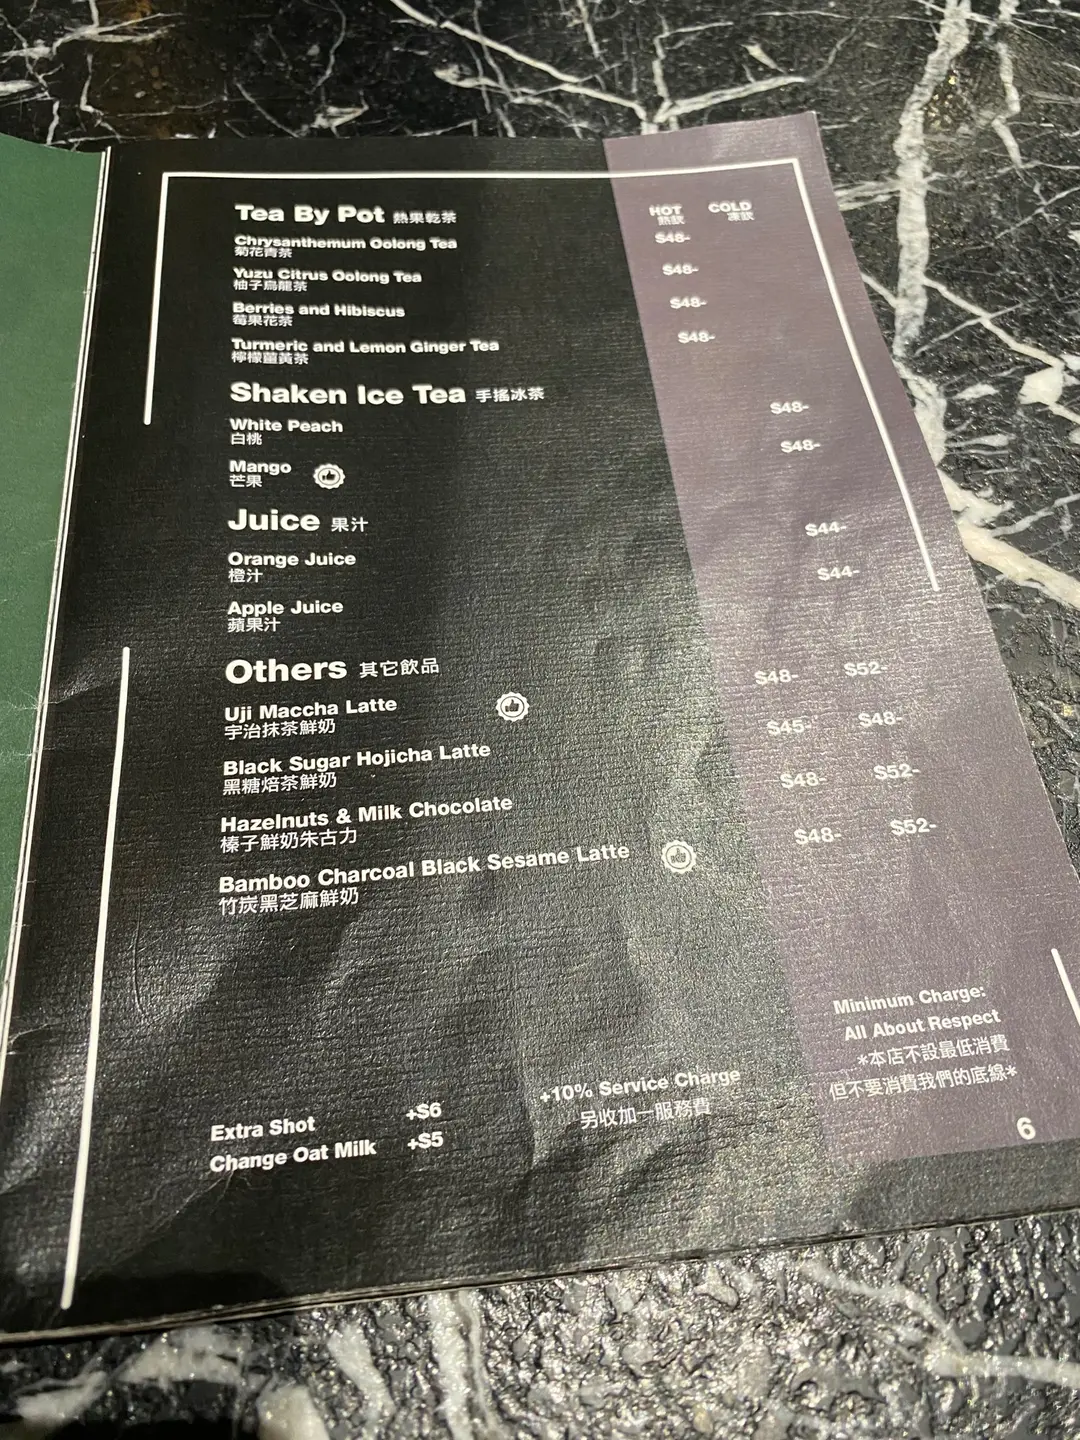 HOT COLD
熱飲 凍飲
Tea By Pot 熱果乾茶
Chrysanthemum Oolong Tea $48-
菊花青茶
Yuzu Citrus Oolong Tea $48-
柚子烏龍茶
Berries and Hibiscus $48-
莓果花茶
Turmeric and Lemon Ginger Tea $48-
檸檬薑黃茶
Shaken Ice Tea 手搖冰茶
White Peach $48-
白桃
Mango $48-
芒果
Juice 果汁
Orange Juice $44-
橙汁
Apple Juice $44-
蘋果汁
Others 其它飲品
Uji Maccha Latte $48- $52-
宇治抹茶鮮奶
Black Sugar Hojicha Latte $45- $48-
黑糖焙茶鮮奶
Hazelnuts & Milk Chocolate $48- $52-
榛子鮮奶朱古力
Bamboo Charcoal Black Sesame Latte $48- $52-
竹炭黑芝麻鮮奶
Extra Shot +$6
Change Oat Milk +$5
+10% Service Charge
另收加一服務費
Minimum Charge:
All About Respect
*本店不設最低消費
但不要消費我們的底線*
6